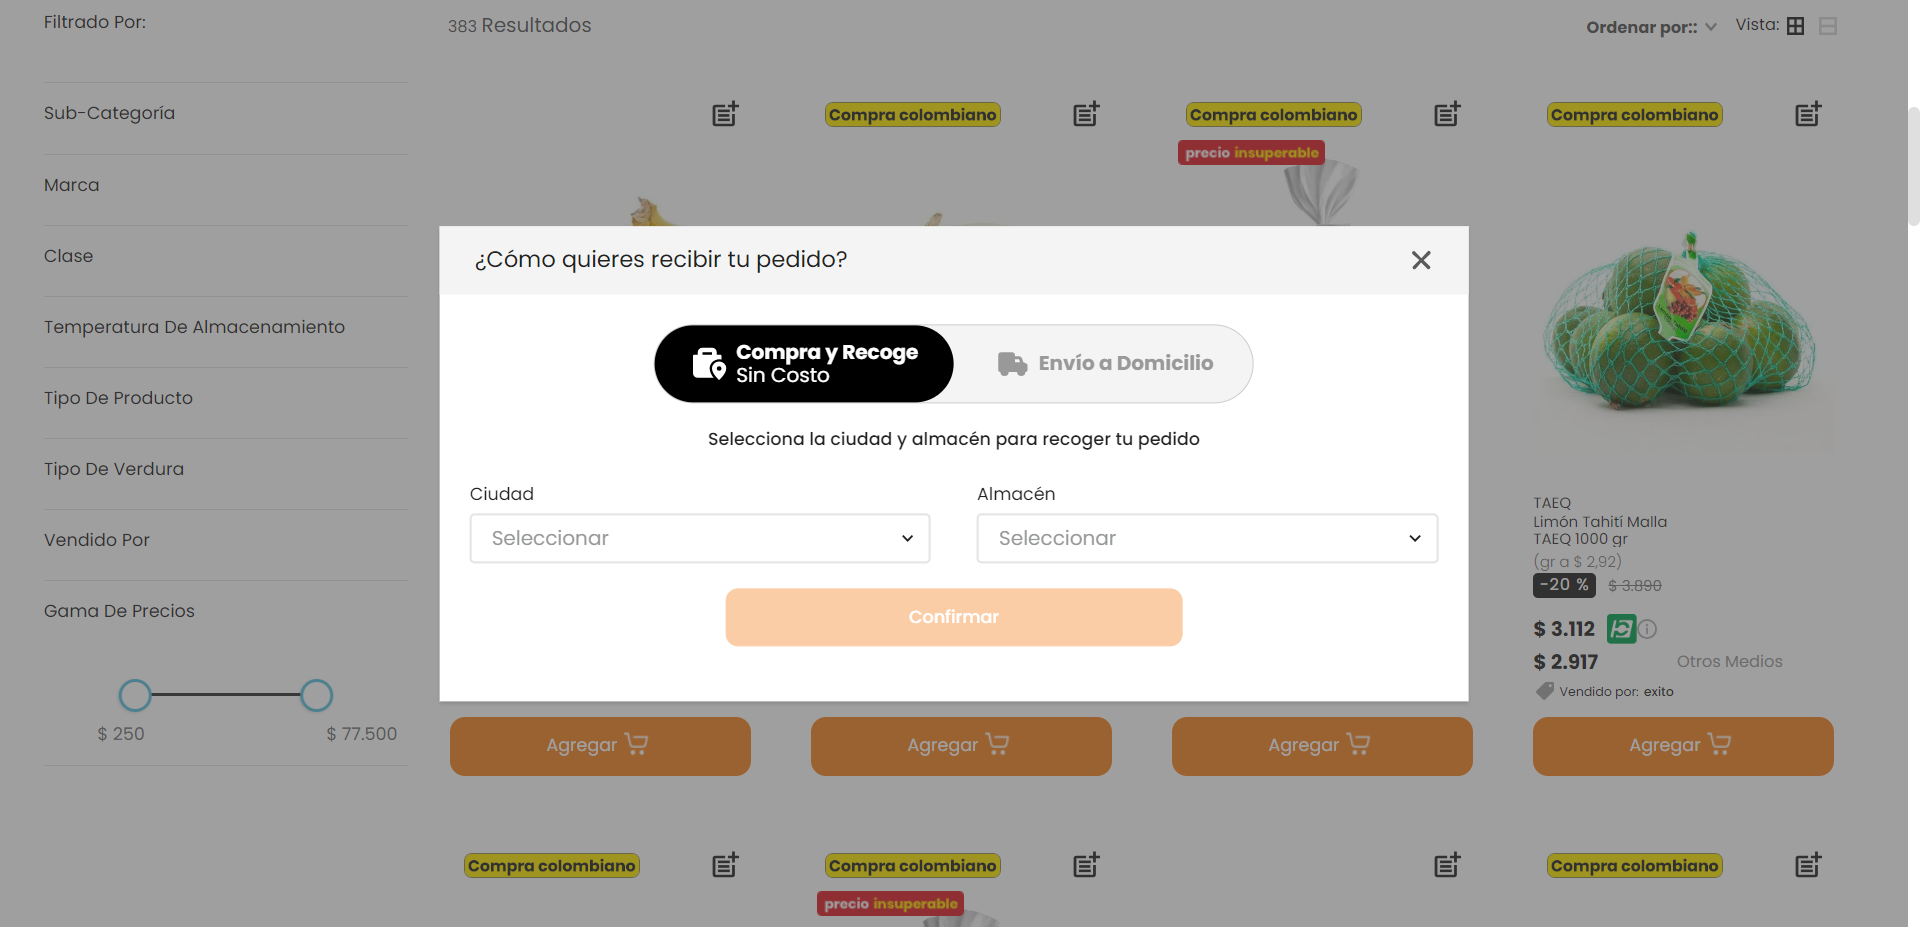 Filtrado Por:
383 Resultados
Ordenar por::
Vista:
Sub-Categoría
Marca
Clase
Temperatura De Almacenamiento
Tipo De Producto
Tipo De Verdura
Vendido Por
Gama De Precios
$ 250
$ 77.500
Compra colombiano
Compra colombiano
precio insuperable
Compra colombiano
¿Cómo quieres recibir tu pedido?
Compra y Recoge
Sin Costo
Envío a Domicilio
Selecciona la ciudad y almacén para recoger tu pedido
Ciudad
Almacén
Seleccionar
Seleccionar
Confirmar
TAEQ
Limón Tahití Malla
TAEQ 1000 gr
(gr a $ 2,92)
-20 % $ 3.890
$ 3.112
$ 2.917 Otros Medios
Vendido por: exito
Agregar
Agregar
Agregar
Agregar
Compra colombiano
Compra colombiano
precio insuperable
Compra colombiano